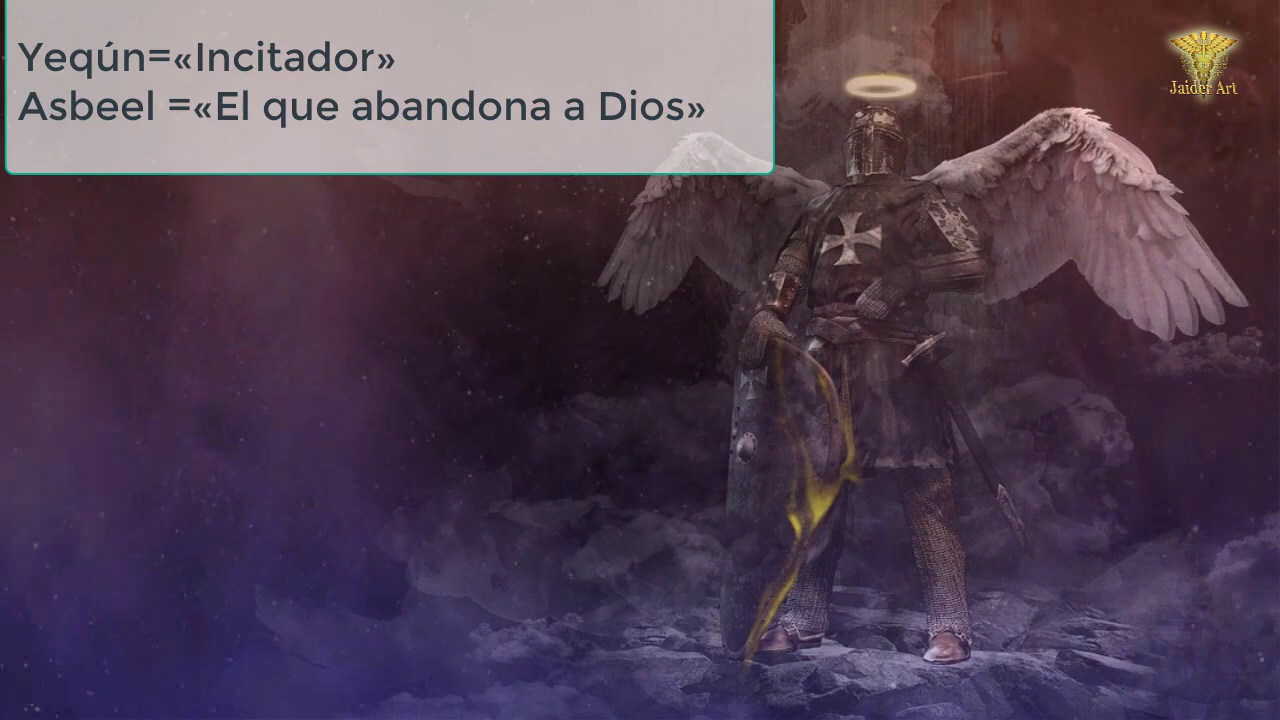 Yeqún=«Incitador»
Asbeel =«El que abandona a Dios»
Jaider Art